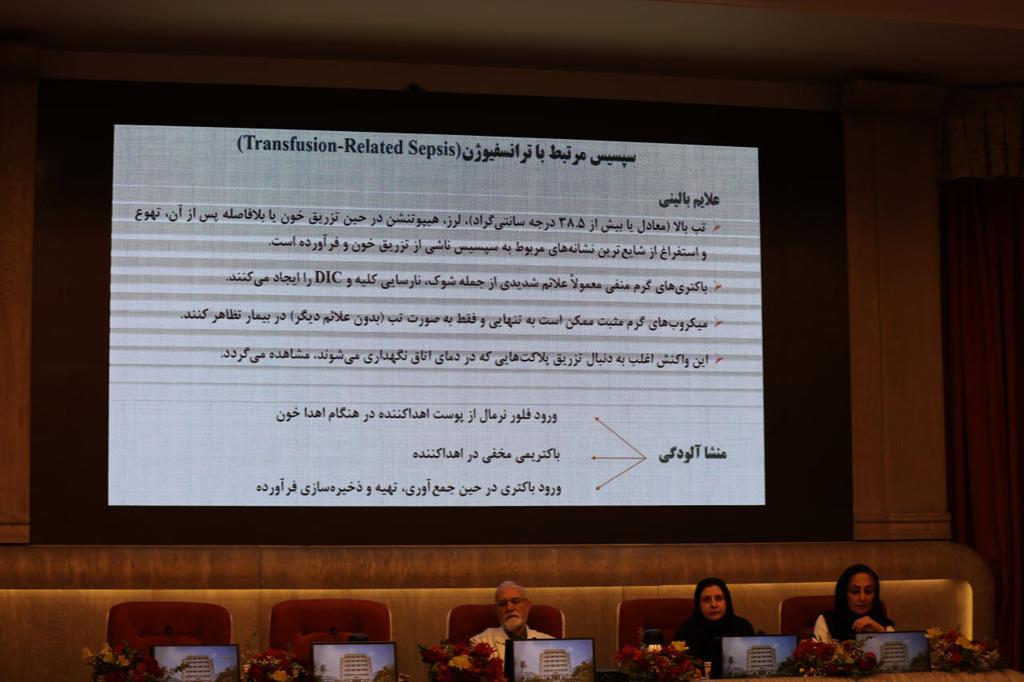 سپسیس مرتبط با ترانسفیوژن(Transfusion-Related Sepsis)
علایم بالینی
تب بالا (معادل یا بیش از ۳۸.۵ درجه سانتی‌گراد)، لرز، هیپوتنشن در حین تزریق خون یا بلافاصله پس از آن، تهوع
و استفراغ از شایع‌ترین نشانه‌های مربوط به سپسیس ناشی از تزریق خون و فرآورده است.
باکتری‌های گرم منفی معمولاً علائم شدیدی از جمله شوک، نارسایی کلیه و DIC را ایجاد می‌کنند.
میکروب‌های گرم مثبت ممکن است به تنهایی و فقط به صورت تب (بدون علائم دیگر) در بیمار تظاهر کنند.
این واکنش اغلب به دنبال تزریق پلاکت‌هایی که در دمای اتاق نگهداری می‌شوند، مشاهده می‌گردد.
منشا آلودگی
ورود فلور نرمال از پوست اهداکننده در هنگام اهدا خون
باکتریمی مخفی در اهداکننده
ورود باکتری در حین جمع‌آوری، تهیه و ذخیره‌سازی فرآورده